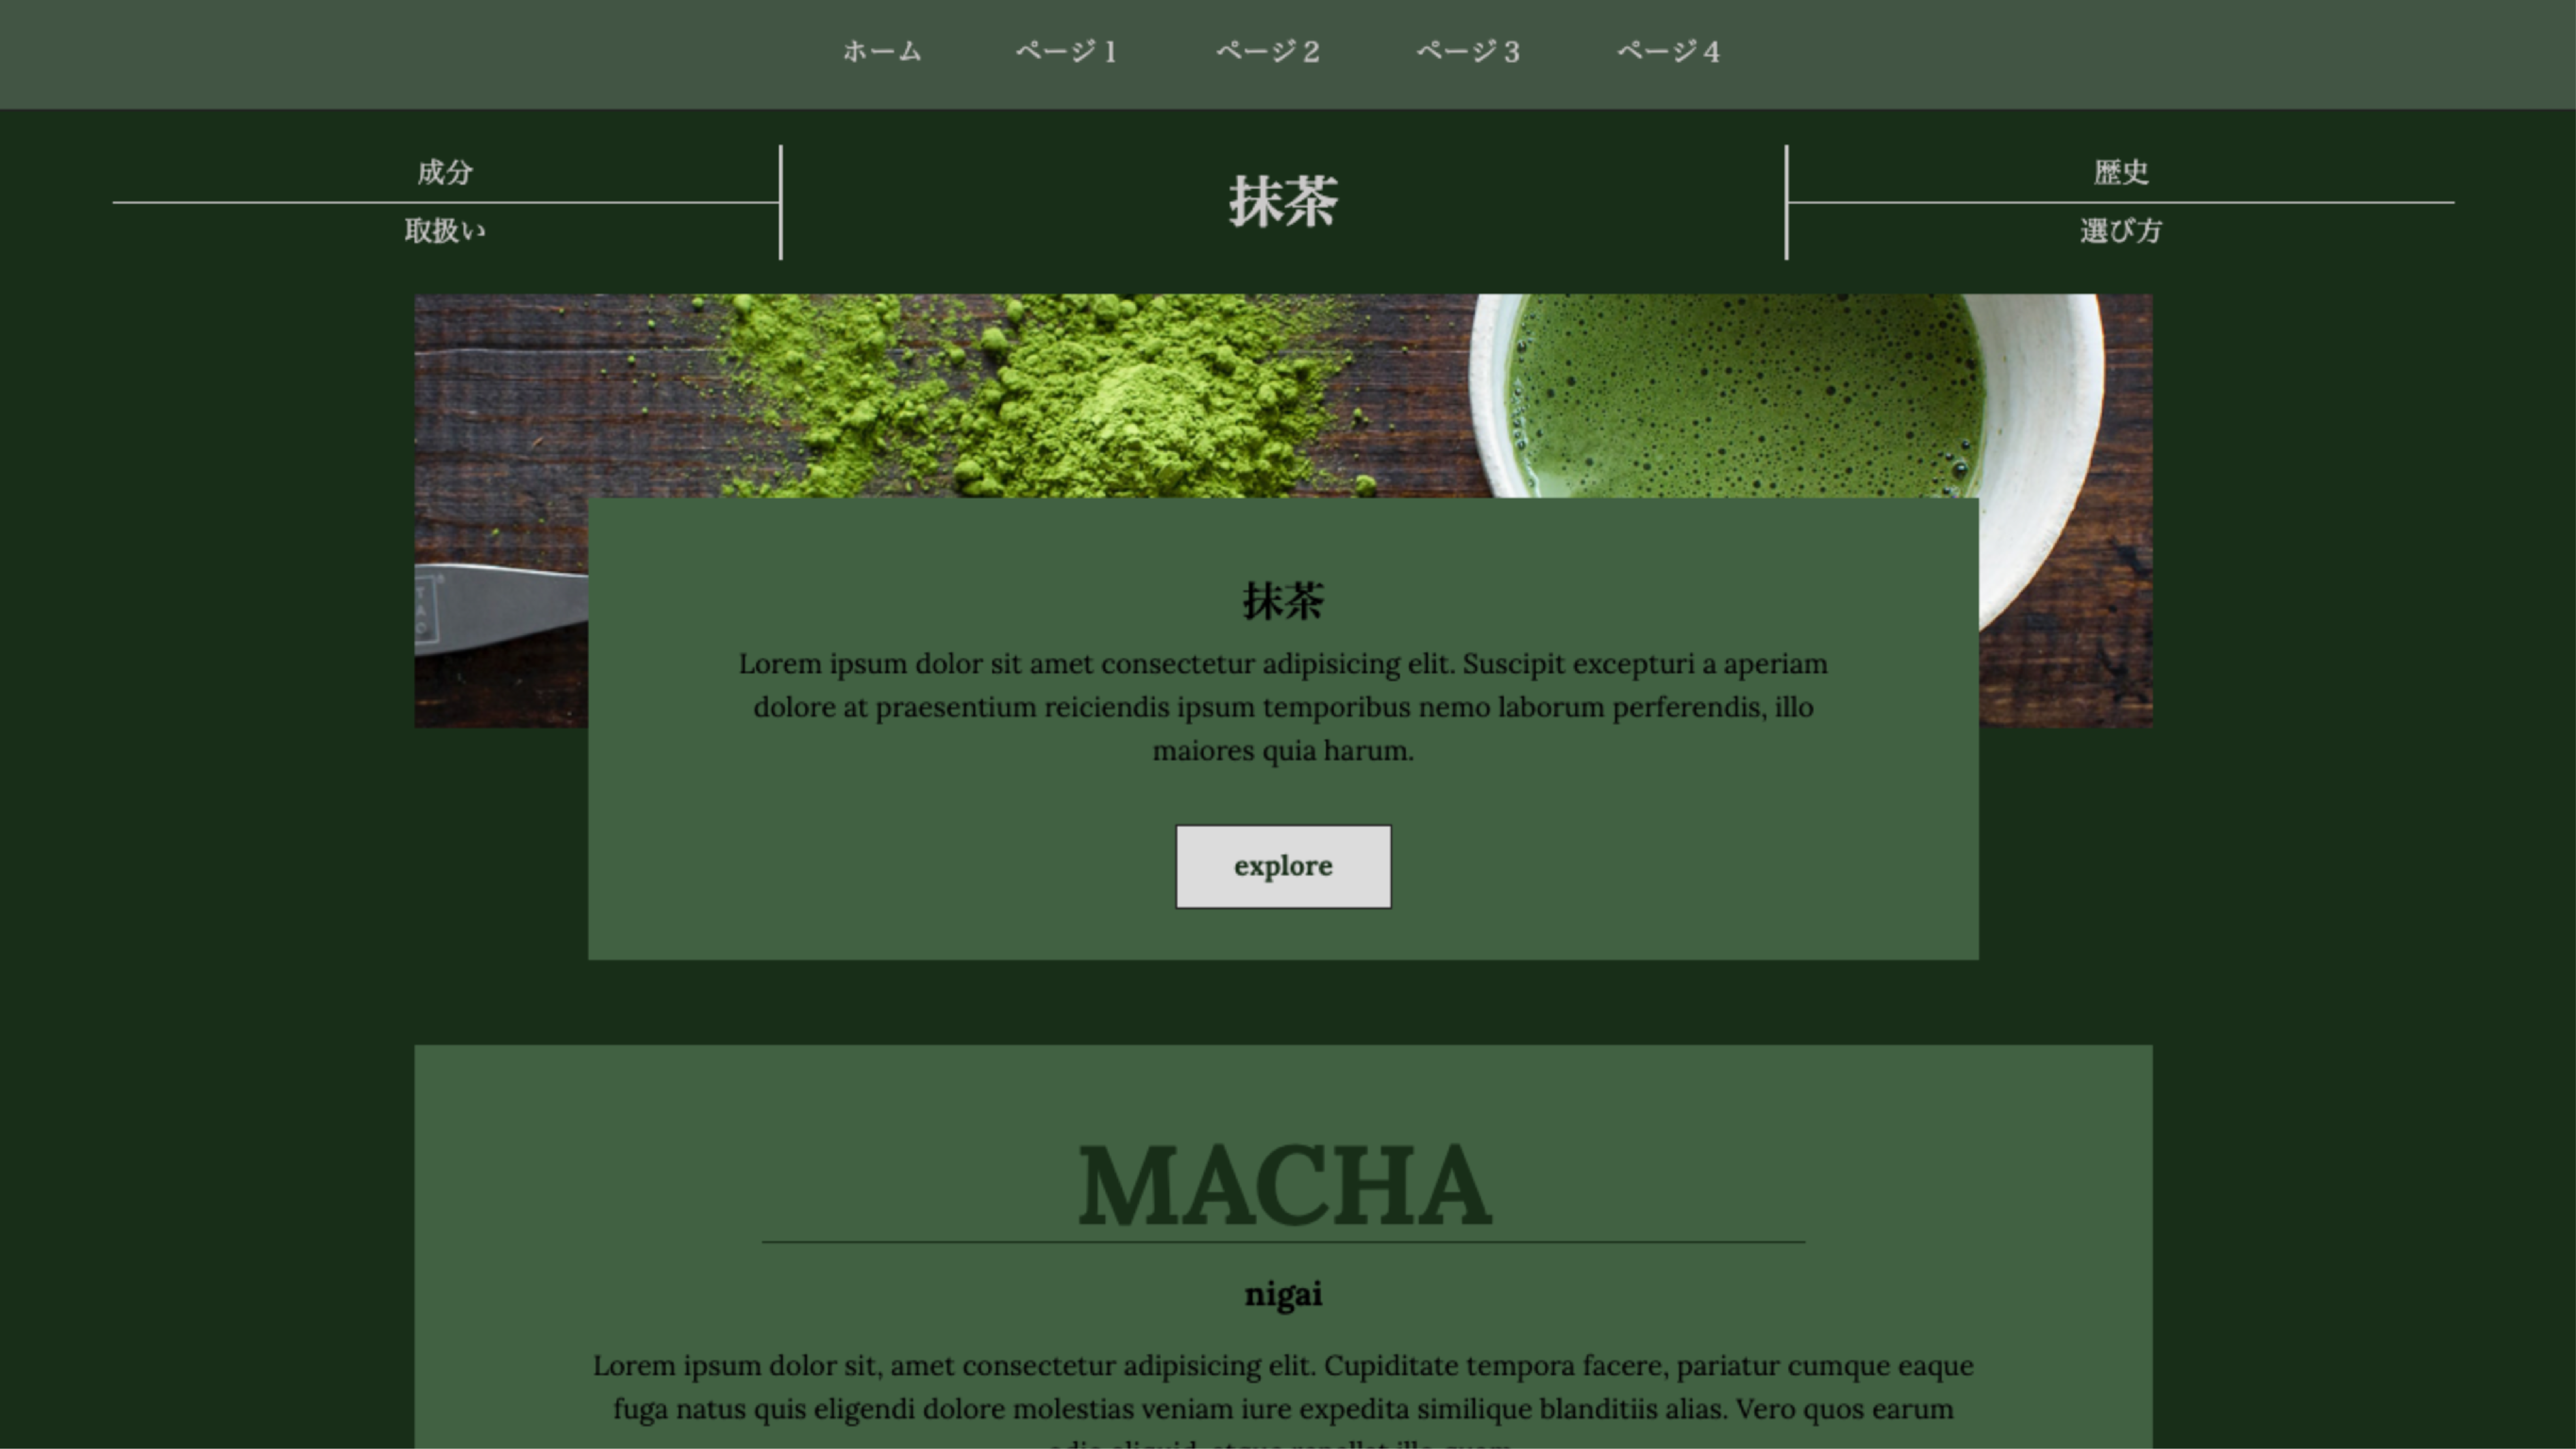 ホーム ページ1 ページ2 ページ3 ページ4
成分
取扱い
抹茶
歴史
選び方
抹茶
Lorem ipsum dolor sit amet consectetur adipisicing elit. Suscipit excepturi a aperiam
dolore at praesentium reiciendis ipsum temporibus nemo laborum perferendis, illo
maiores quia harum.
explore
MACHA
nigai
Lorem ipsum dolor sit, amet consectetur adipisicing elit. Cupiditate tempora facere, pariatur cumque eaque
fuga natus quis eligendi dolore molestias veniam iure expedita similique blanditiis alias. Vero quos earum